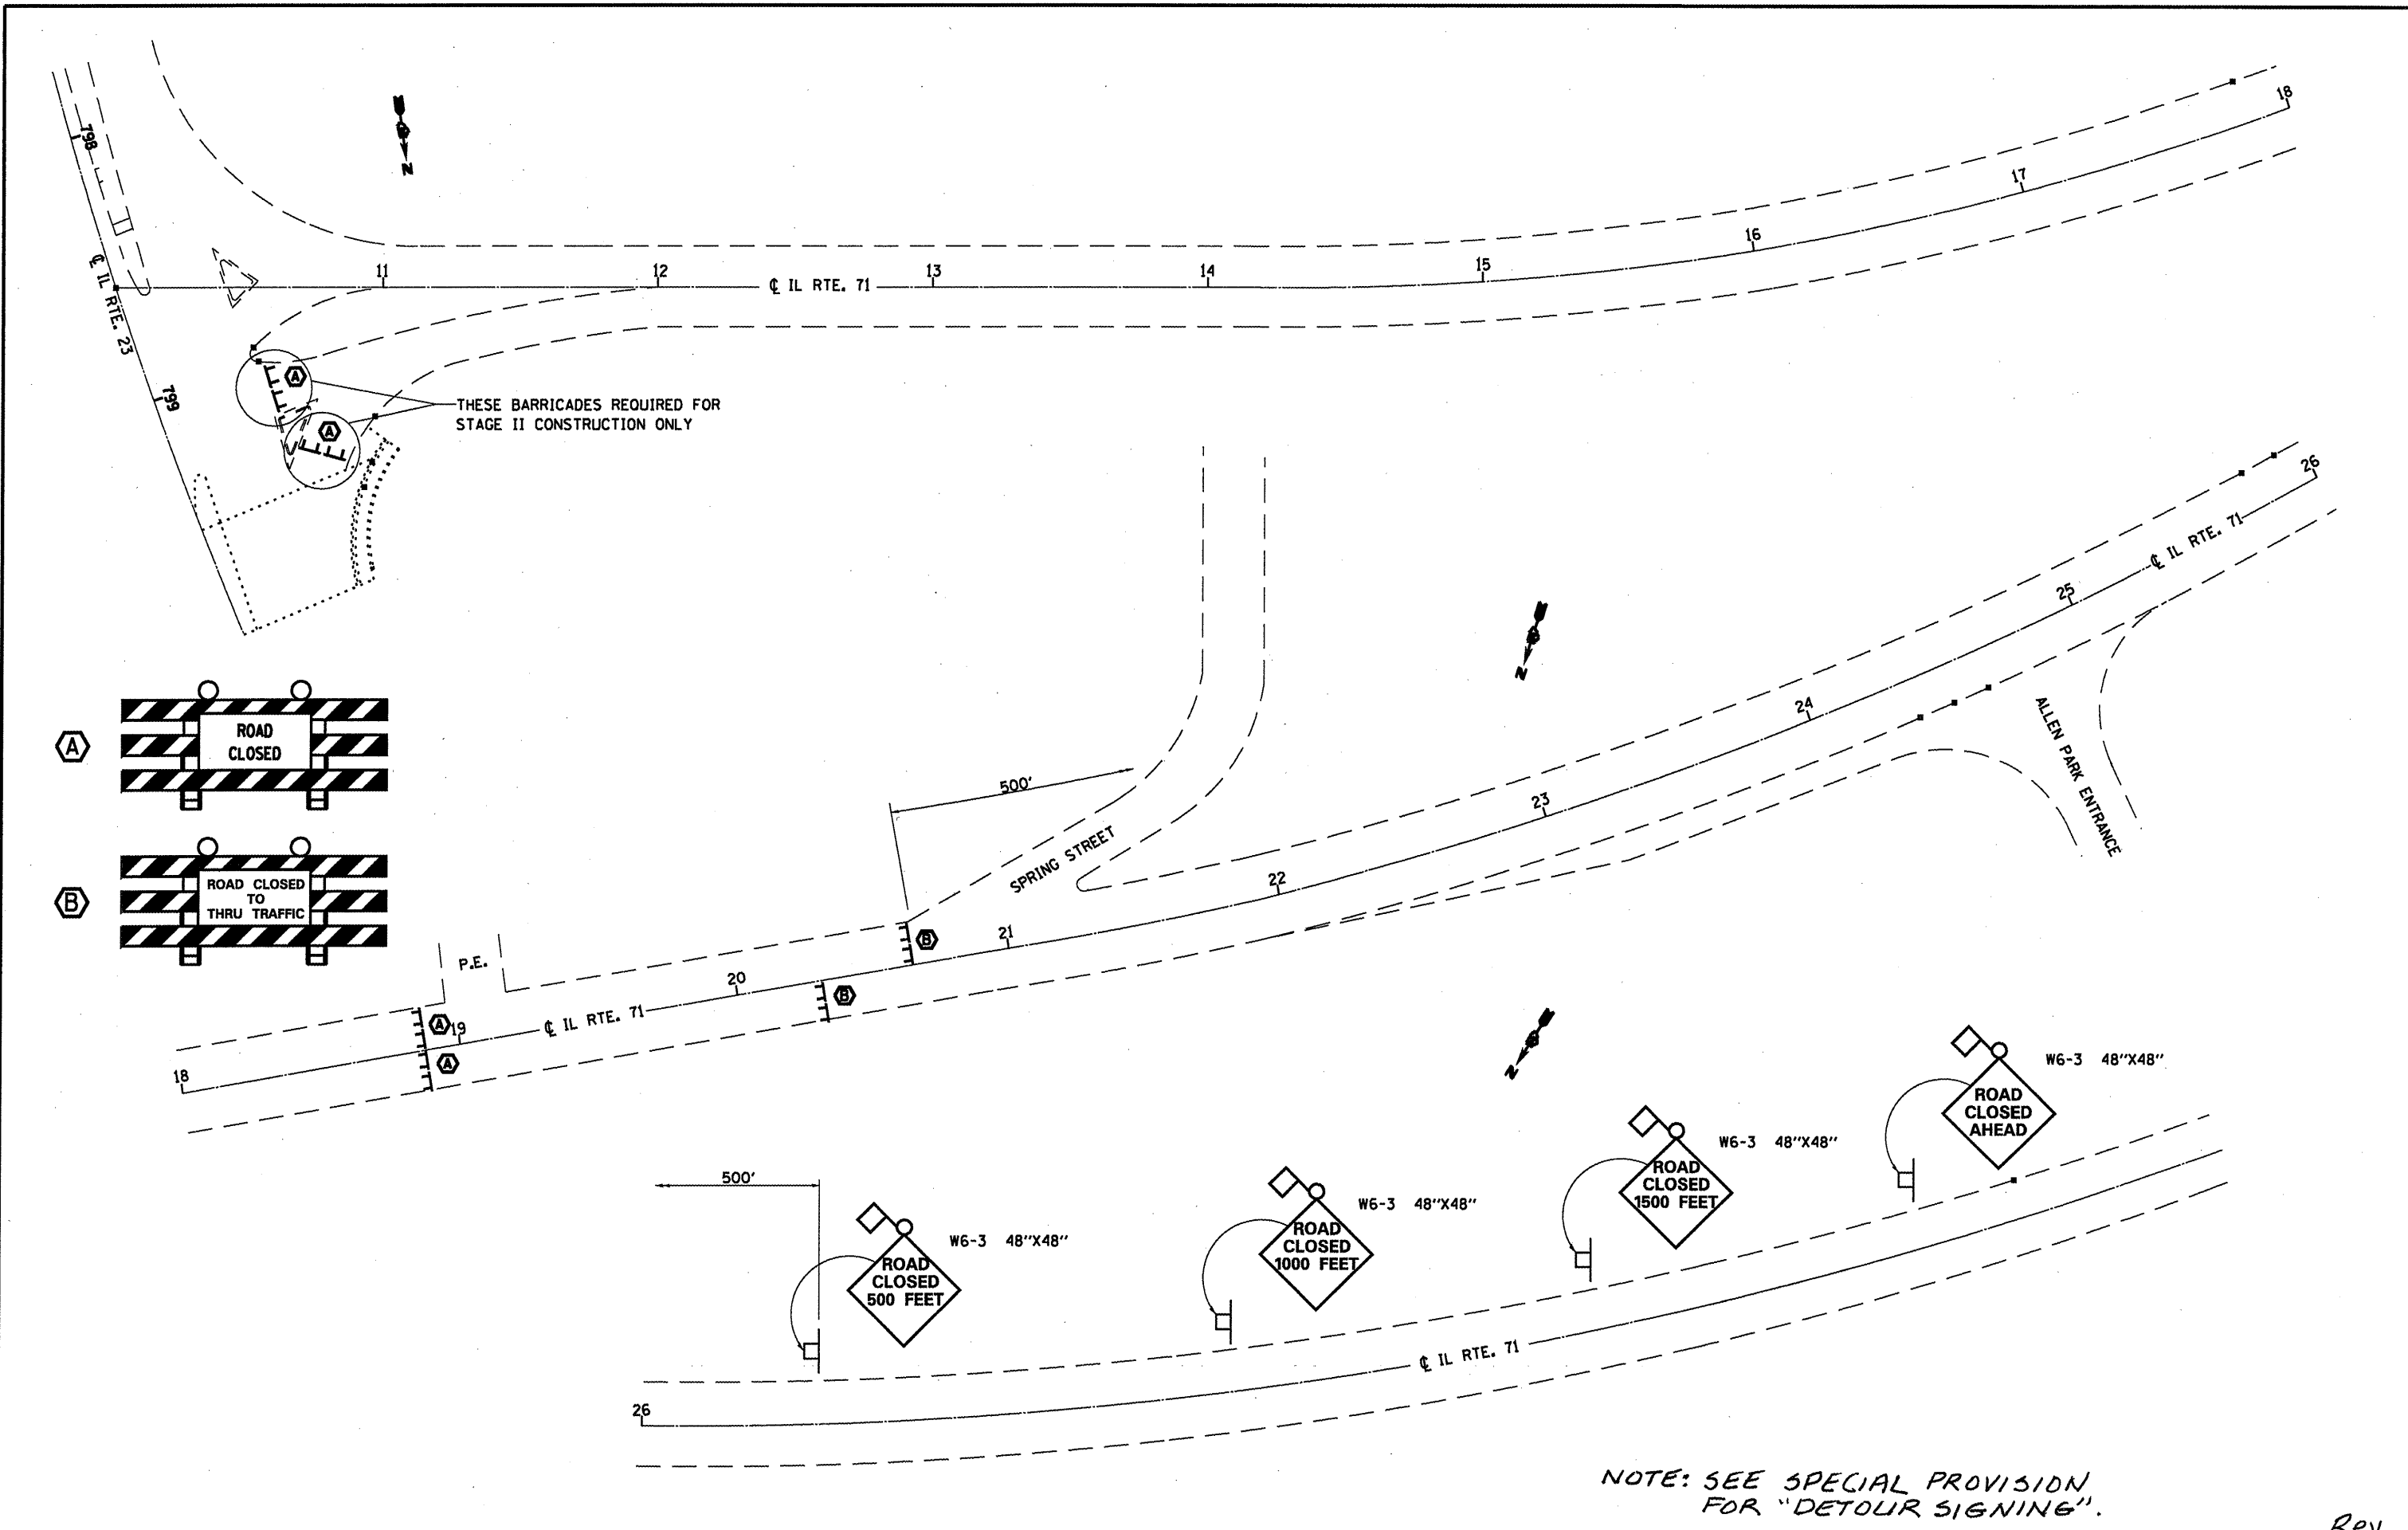 798
℄ IL RTE. 23
799
N
11
12
℄ IL RTE. 71
13
14
15
16
17
18
A
A
THESE BARRICADES REQUIRED FOR
STAGE II CONSTRUCTION ONLY
A
ROAD
CLOSED
B
ROAD CLOSED
TO
THRU TRAFFIC
18
A
A
19
P.E.
℄ IL RTE. 71
20
B
B
500'
SPRING STREET
21
22
23
24
25
℄ IL RTE. 71
26
N
ALLEN PARK ENTRANCE
N
26
500'
ROAD
CLOSED
500 FEET
W6-3 48"X48"
ROAD
CLOSED
1000 FEET
W6-3 48"X48"
ROAD
CLOSED
1500 FEET
W6-3 48"X48"
ROAD
CLOSED
AHEAD
W6-3 48"X48"
℄ IL RTE. 71
NOTE: SEE SPECIAL PROVISION
FOR "DETOUR SIGNING".
Rev